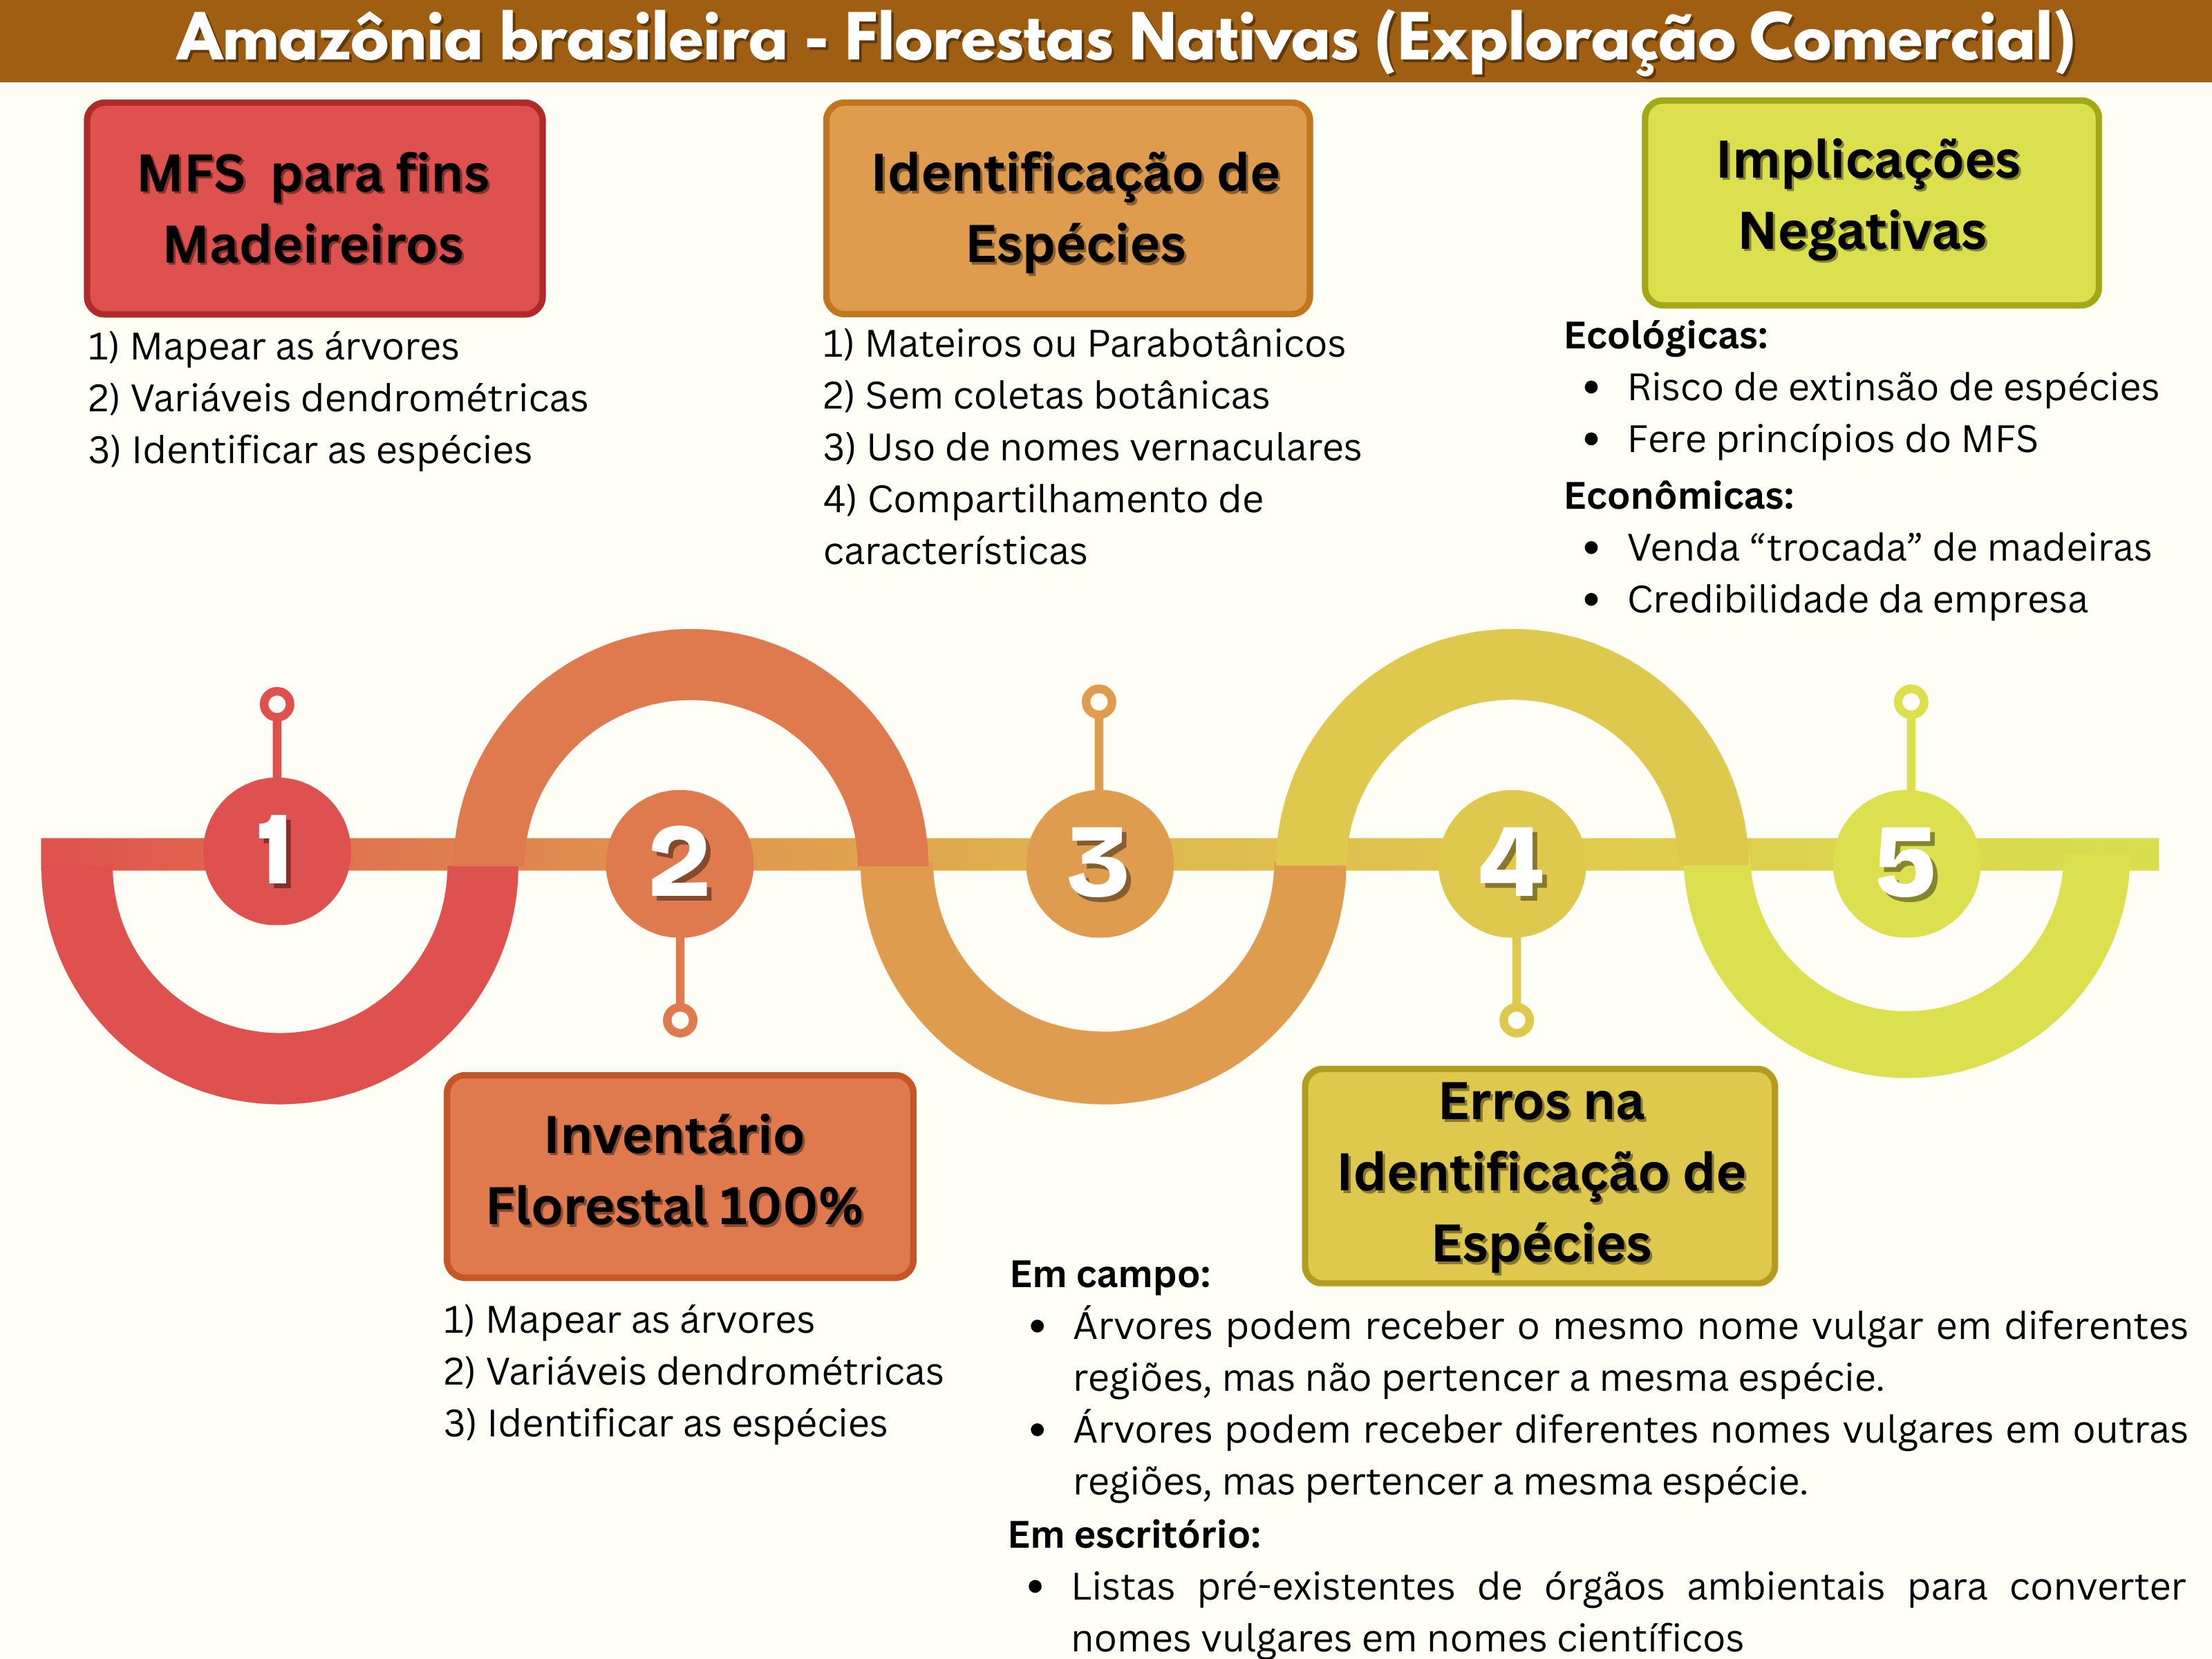 Amazônia brasileira - Florestas Nativas (Exploração Comercial)
MFS para fins
Madeireiros
1) Mapear as árvores
2) Variáveis dendrométricas
3) Identificar as espécies
Identificação de
Espécies
1) Mateiros ou Parabotânicos
2) Sem coletas botânicas
3) Uso de nomes vernaculares
4) Compartilhamento de
características
Implicações
Negativas
Ecológicas:
• Risco de extinsão de espécies
• Fere princípios do MFS
Econômicas:
• Venda “trocada” de madeiras
• Credibilidade da empresa
1
2
3
4
5
Inventário
Florestal 100%
1) Mapear as árvores
2) Variáveis dendrométricas
3) Identificar as espécies
Erros na
Identificação de
Espécies
Em campo:
• Árvores podem receber o mesmo nome vulgar em diferentes
regiões, mas não pertencer a mesma espécie.
• Árvores podem receber diferentes nomes vulgares em outras
regiões, mas pertencer a mesma espécie.
Em escritório:
• Listas pré-existentes de órgãos ambientais para converter
nomes vulgares em nomes científicos